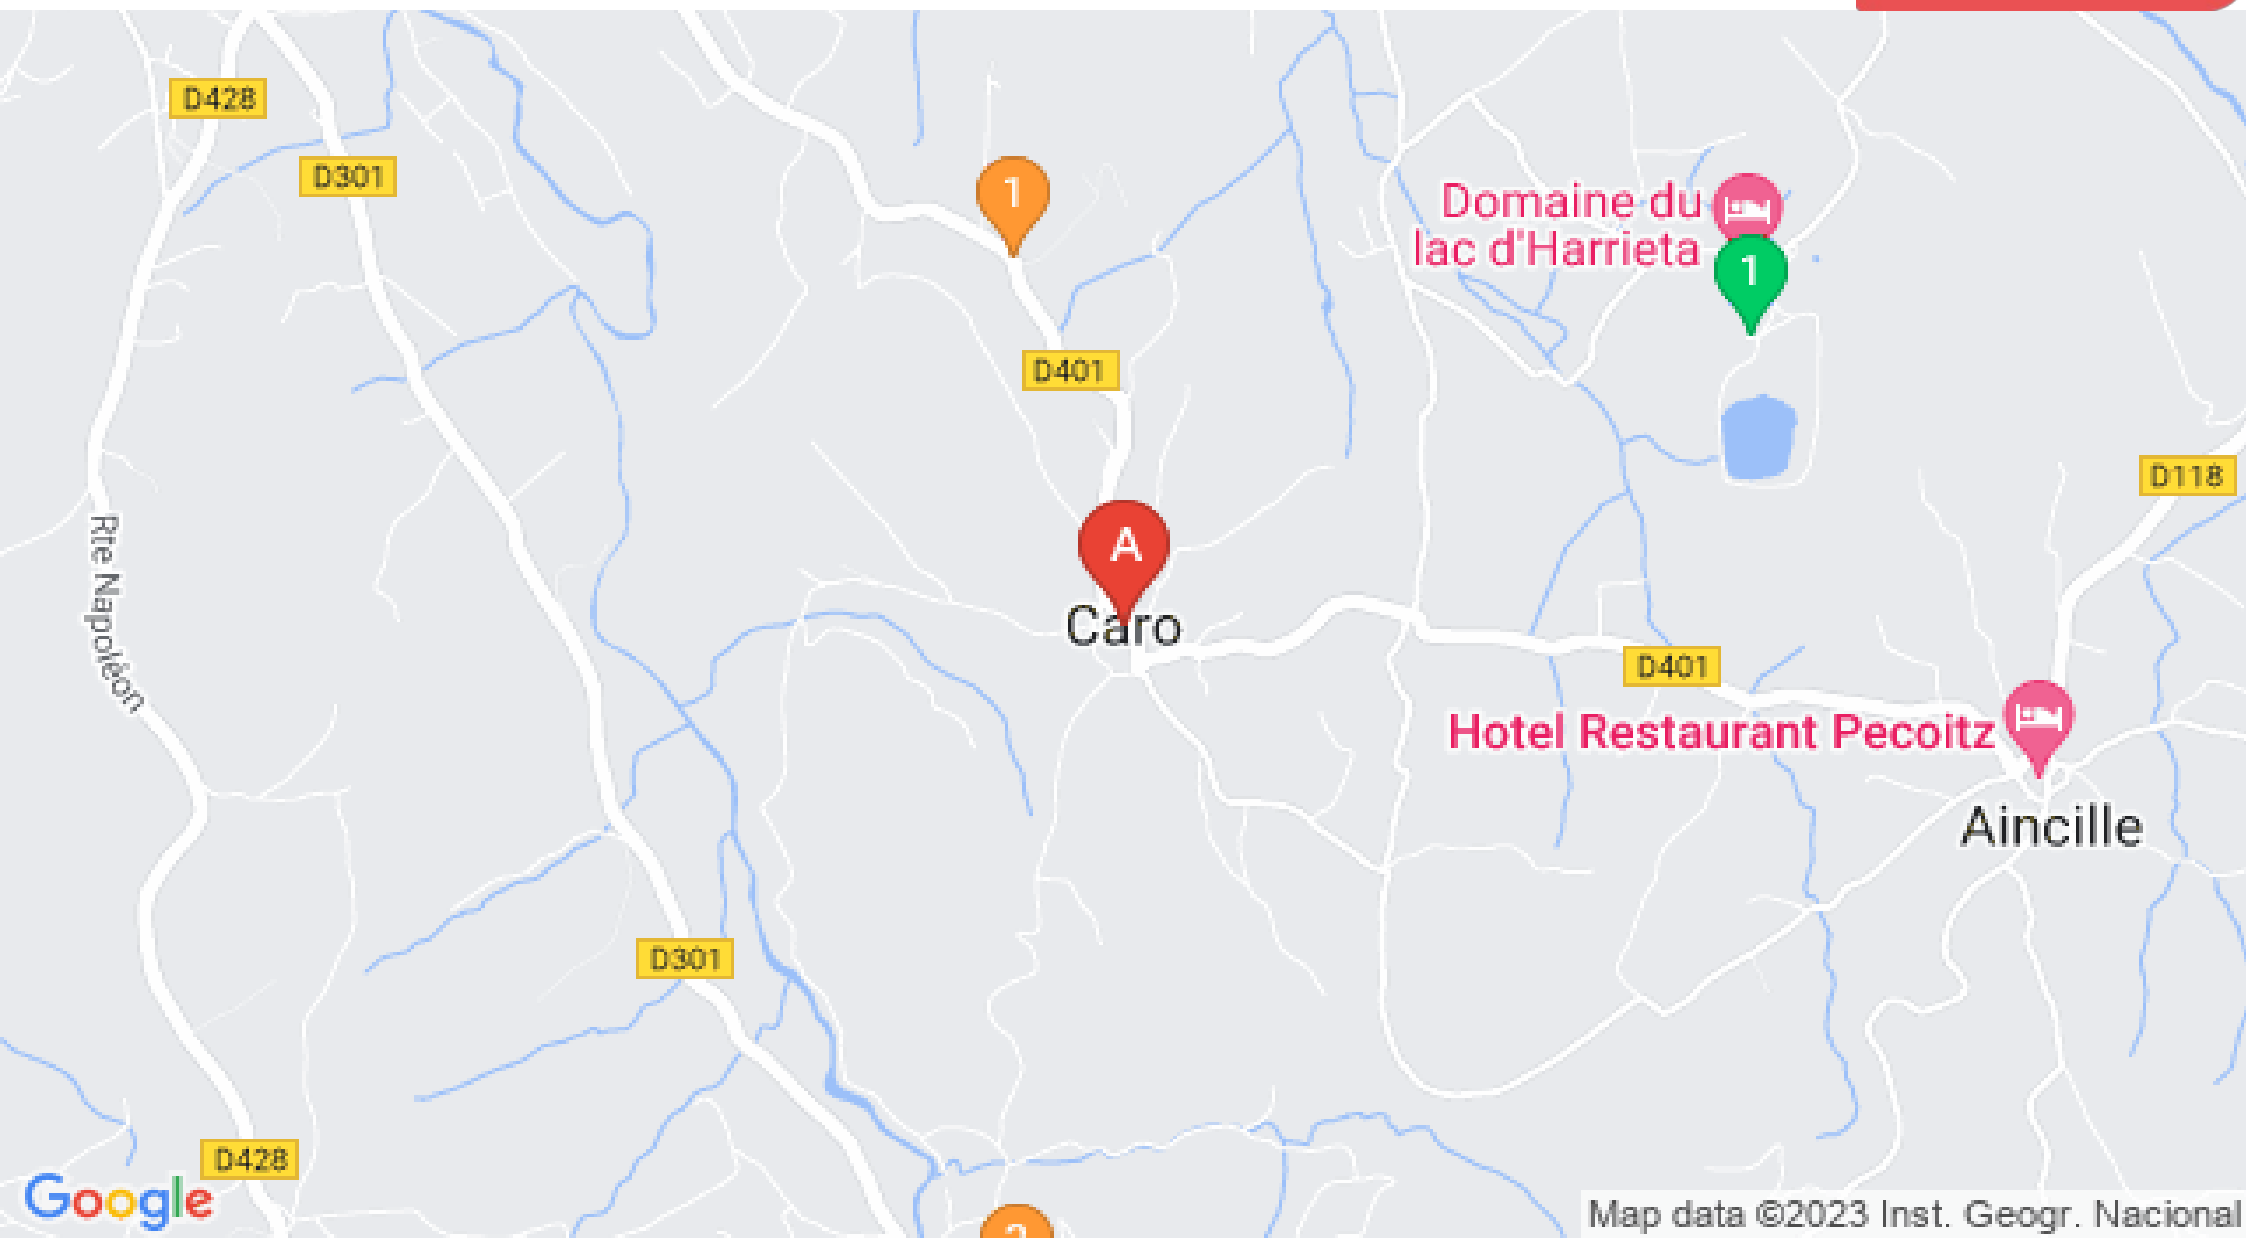 D428
D301
1
Domaine du
lac d'Harrieta
1
D401
D118
A
Rte Napoléon
Caro
D401
Hotel Restaurant Pecoitz
Aincille
D301
D428
Google
Map data ©2023 Inst. Geogr. Nacional